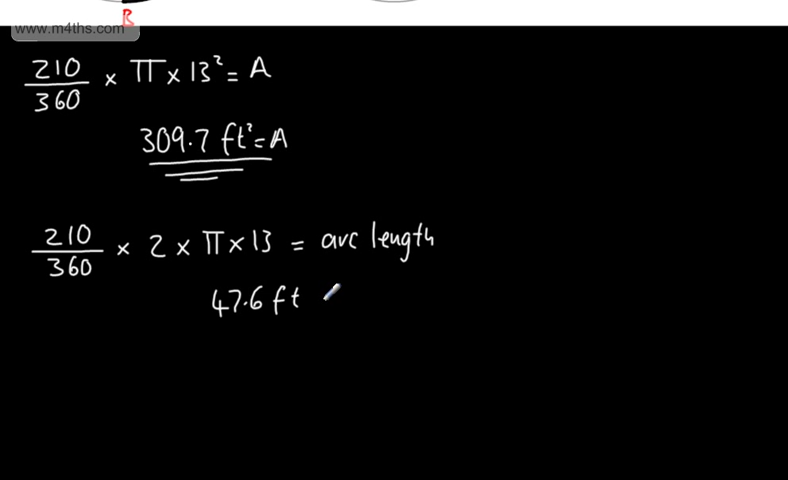 B
www.m4ths.com
210/360 × π × 13² = A
309.7 ft² = A
210/360 × 2 × π × 13 = arc length
47.6 ft